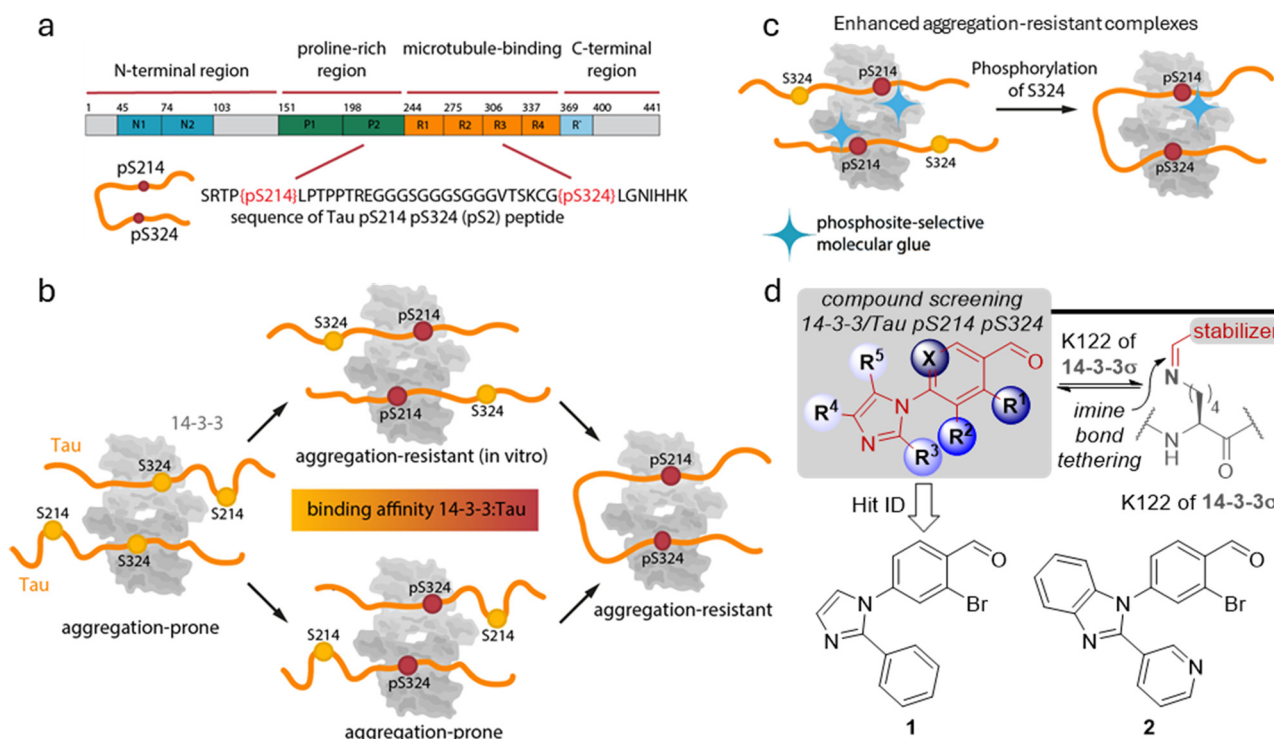 a
N-terminal region
proline-rich
region
microtubule-binding
C-terminal
region
1 45 74 103 151 198 244 275 306 337 369 400 441
N1 N2 P1 P2 R1 R2 R3 R4 R'
pS214
pS324
SRTP{pS214}LPTPPTREGGGSGGGSGGGVTSKCG{pS324}LGNIHHK
sequence of Tau pS214 pS324 (pS2) peptide
b
Tau
14-3-3
S324
S214
S214
S324
Tau
aggregation-prone
S324
pS214
pS214
S324
aggregation-resistant (in vitro)
binding affinity 14-3-3:Tau
pS324
S214
S214
pS324
aggregation-prone
pS214
pS324
aggregation-resistant
c
Enhanced aggregation-resistant complexes
S324
pS214
pS214
S324
Phosphorylation
of S324
pS214
pS324
phosphosite-selective
molecular glue
d
compound screening
14-3-3/Tau pS214 pS324
R5
X
O
R4
N
R1
R2
N
R3
K122 of
14-3-3σ
stabilizer
N
4
imine
bond
tethering
N
H
O
K122 of 14-3-3σ
Hit ID
O
N
Br
N
1
O
N
Br
N
N
2